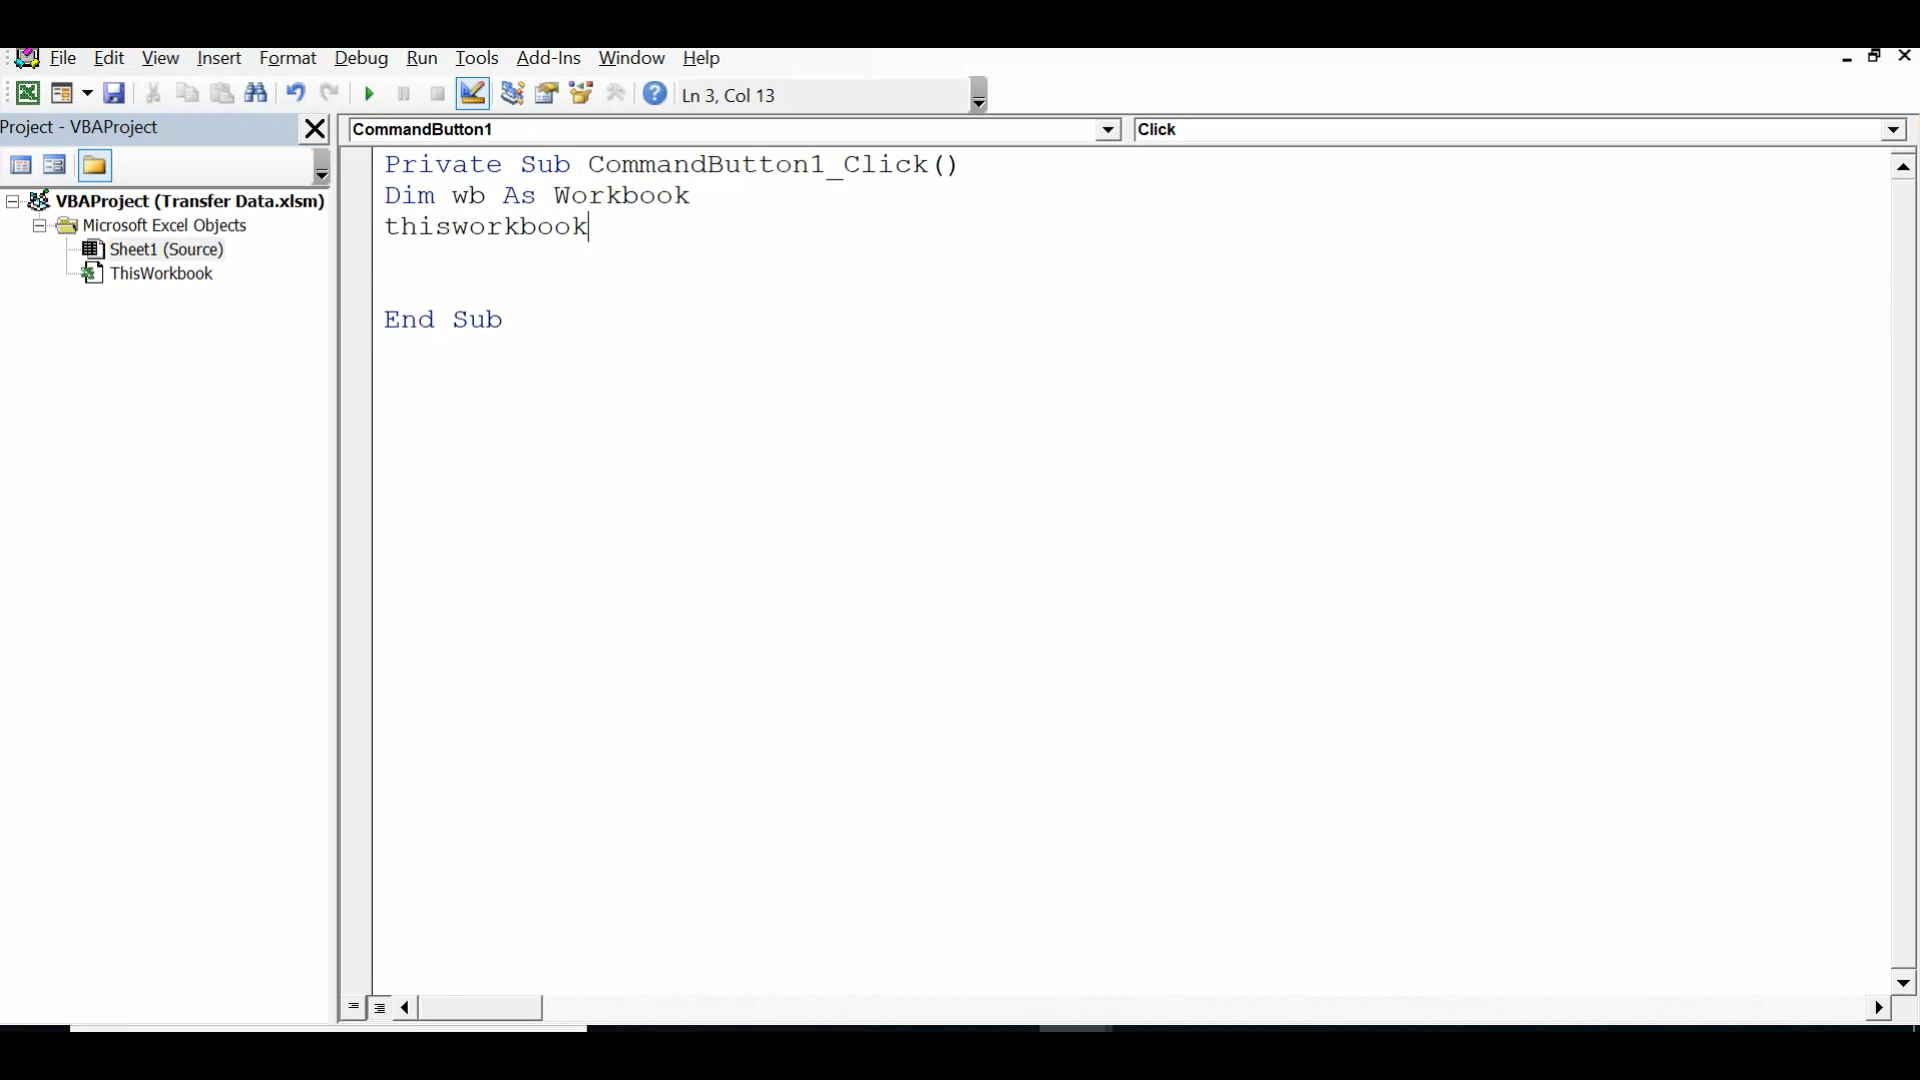 File Edit View Insert Format Debug Run Tools Add-Ins Window Help
Ln 3, Col 13
Project - VBAProject
CommandButton1 Click
VBAProject (Transfer Data.xlsm)
Microsoft Excel Objects
Sheet1 (Source)
ThisWorkbook
Private Sub CommandButton1_Click()
Dim wb As Workbook
thisworkbook
End Sub